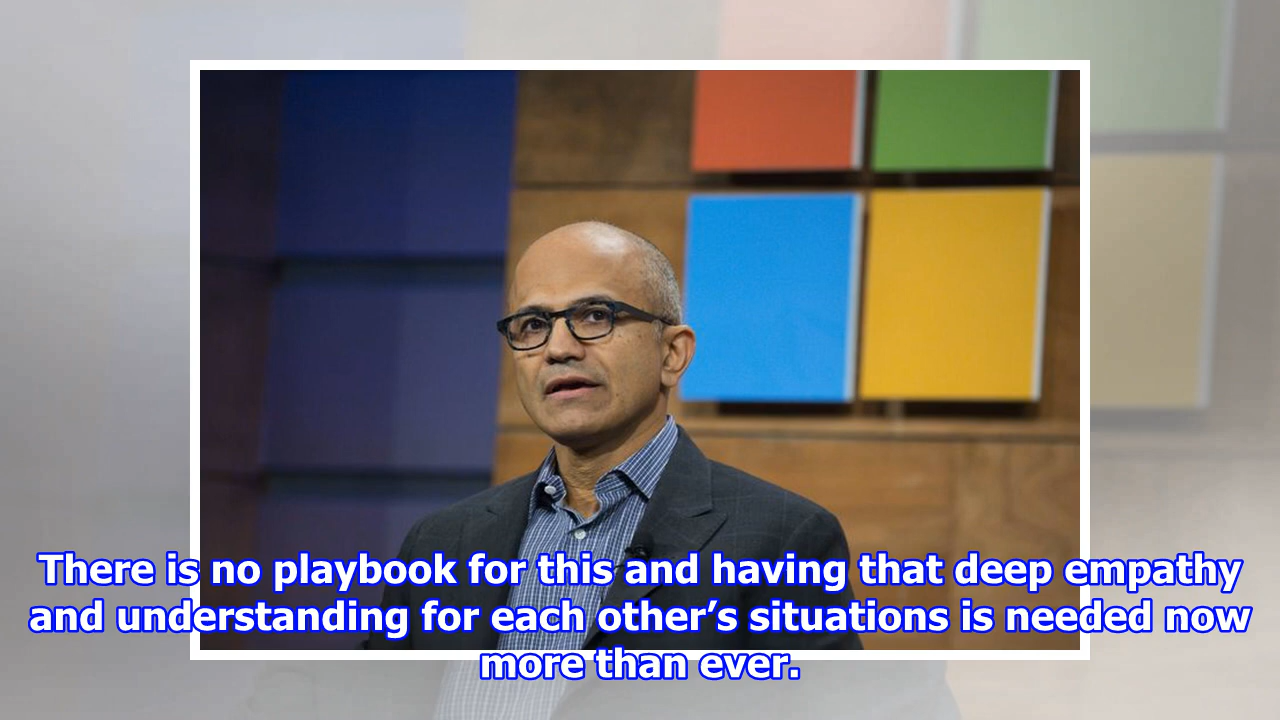 There is no playbook for this and having that deep empathy
and understanding for each other’s situations is needed now
more than ever.